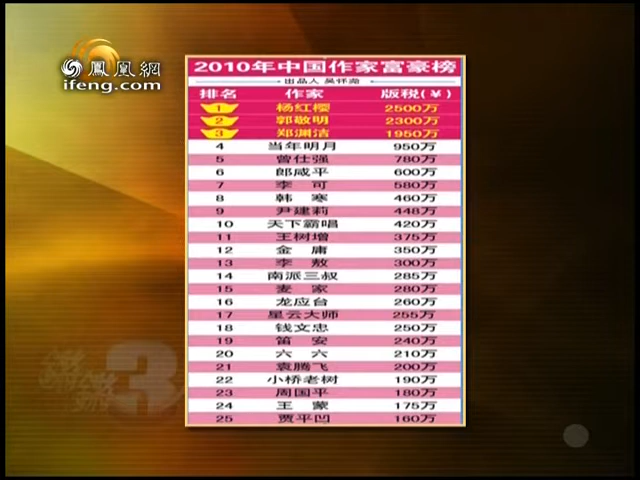 鳳凰網
ifeng.com
2010年中国作家富豪榜
出品人 吴怀尧
排名 作家 版税(¥)
1 杨红樱 2500万
2 郭敬明 2300万
3 郑渊洁 1950万
4 当年明月 950万
5 曾仕强 780万
6 郎咸平 600万
7 李可 580万
8 韩寒 460万
9 尹建莉 448万
10 天下霸唱 420万
11 王树增 375万
12 金庸 350万
13 李敖 300万
14 南派三叔 285万
15 麦家 280万
16 龙应台 260万
17 星云大师 255万
18 钱文忠 250万
19 笛安 240万
20 六六 210万
21 袁腾飞 200万
22 小桥老树 190万
23 周国平 180万
24 王蒙 175万
25 贾平凹 160万
3